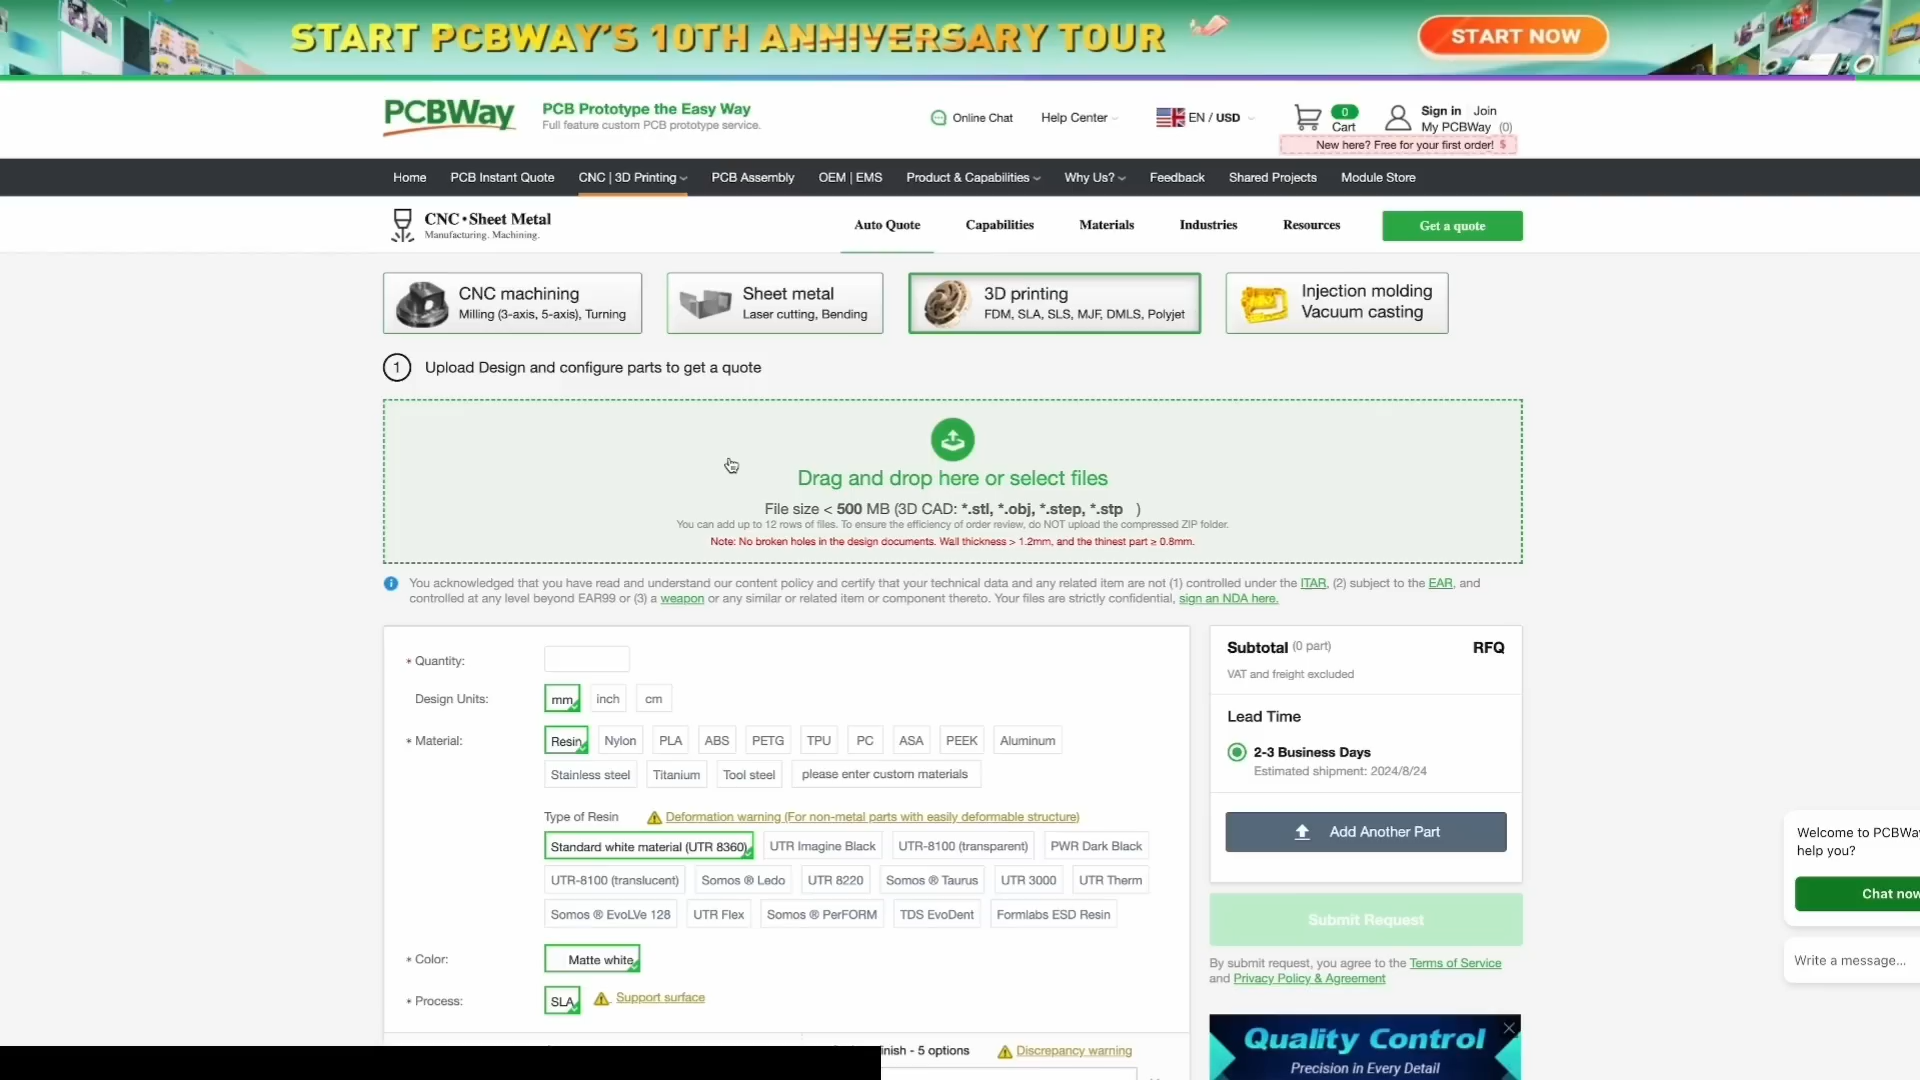 START PCBWAY'S 10TH ANNIVERSARY TOUR
START NOW
PCBWay
PCB Prototype the Easy Way
Full feature custom PCB prototype service.
Online Chat
Help Center
EN / USD
0
Cart
Sign in Join
My PCBWay (0)
New here? Free for your first order! $
Home
PCB Instant Quote
CNC | 3D Printing
PCB Assembly
OEM | EMS
Product & Capabilities
Why Us?
Feedback
Shared Projects
Module Store
CNC • Sheet Metal
Manufacturing. Machining.
Auto Quote
Capabilities
Materials
Industries
Resources
Get a quote
CNC machining
Milling (3-axis, 5-axis), Turning
Sheet metal
Laser cutting, Bending
3D printing
FDM, SLA, SLS, MJF, DMLS, Polyjet
Injection molding
Vacuum casting
1 Upload Design and configure parts to get a quote
Drag and drop here or select files
File size < 500 MB (3D CAD: *.stl, *.obj, *.step, *.stp )
You can add up to 12 rows of files. To ensure the efficiency of order review, do NOT upload the compressed ZIP folder.
Note: No broken holes in the design documents. Wall thickness > 1.2mm, and the thinest part ≥ 0.8mm.
You acknowledged that you have read and understand our content policy and certify that your technical data and any related item are not (1) controlled under the ITAR, (2) subject to the EAR, and
controlled at any level beyond EAR99 or (3) a weapon or any similar or related item or component thereto. Your files are strictly confidential, sign an NDA here.
* Quantity:
Design Units:
mm
inch
cm
* Material:
Resin
Nylon
PLA
ABS
PETG
TPU
PC
ASA
PEEK
Aluminum
Stainless steel
Titanium
Tool steel
please enter custom materials
Type of Resin
Deformation warning (For non-metal parts with easily deformable structure)
Standard white material (UTR 8360)
UTR Imagine Black
UTR-8100 (transparent)
PWR Dark Black
UTR-8100 (translucent)
Somos ® Ledo
UTR 8220
Somos ® Taurus
UTR 3000
UTR Therm
Somos ® EvoLVe 128
UTR Flex
Somos ® PerFORM
TDS EvoDent
Formlabs ESD Resin
* Color:
Matte white
* Process:
SLA
Support surface
inish - 5 options
Discrepancy warning
Subtotal (0 part)
RFQ
VAT and freight excluded
Lead Time
2-3 Business Days
Estimated shipment: 2024/8/24
Add Another Part
Submit Request
By submit request, you agree to the Terms of Service
and Privacy Policy & Agreement
Quality Control
Precision in Every Detail
Welcome to PCBWay
help you?
Chat now
Write a message...